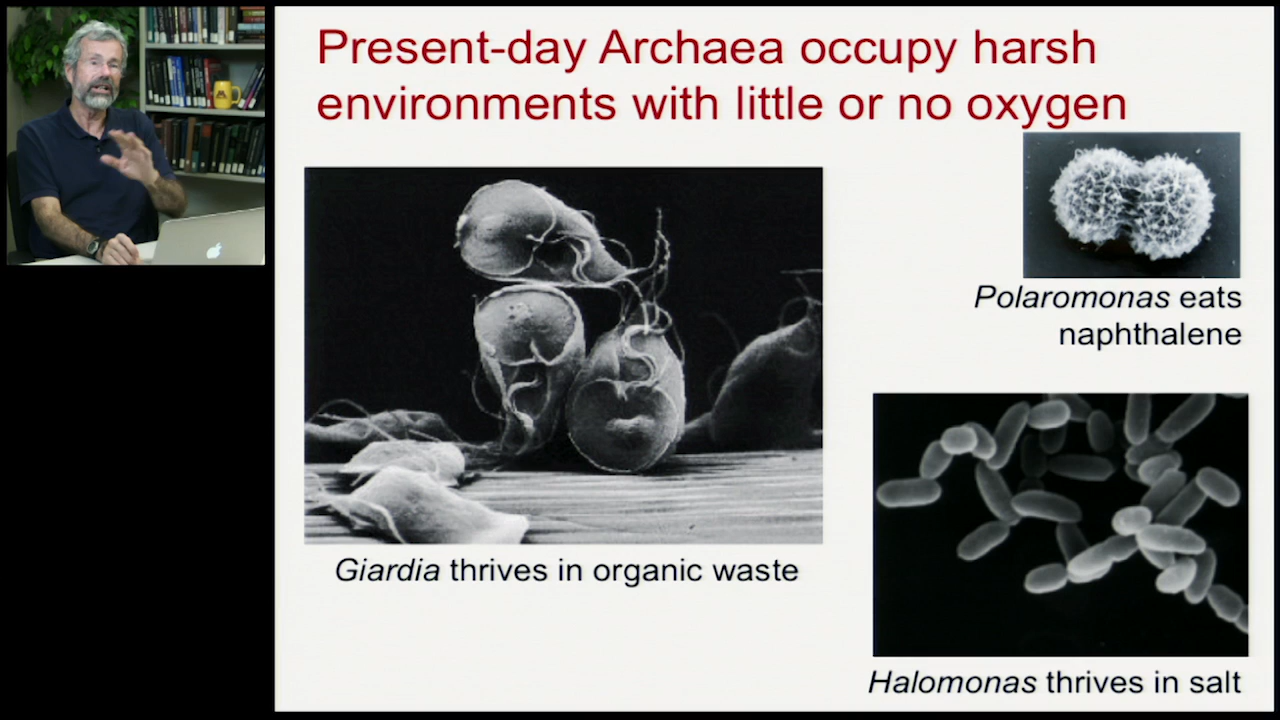 Present-day Archaea occupy harsh
environments with little or no oxygen
Polaromonas eats
naphthalene
Giardia thrives in organic waste
Halomonas thrives in salt